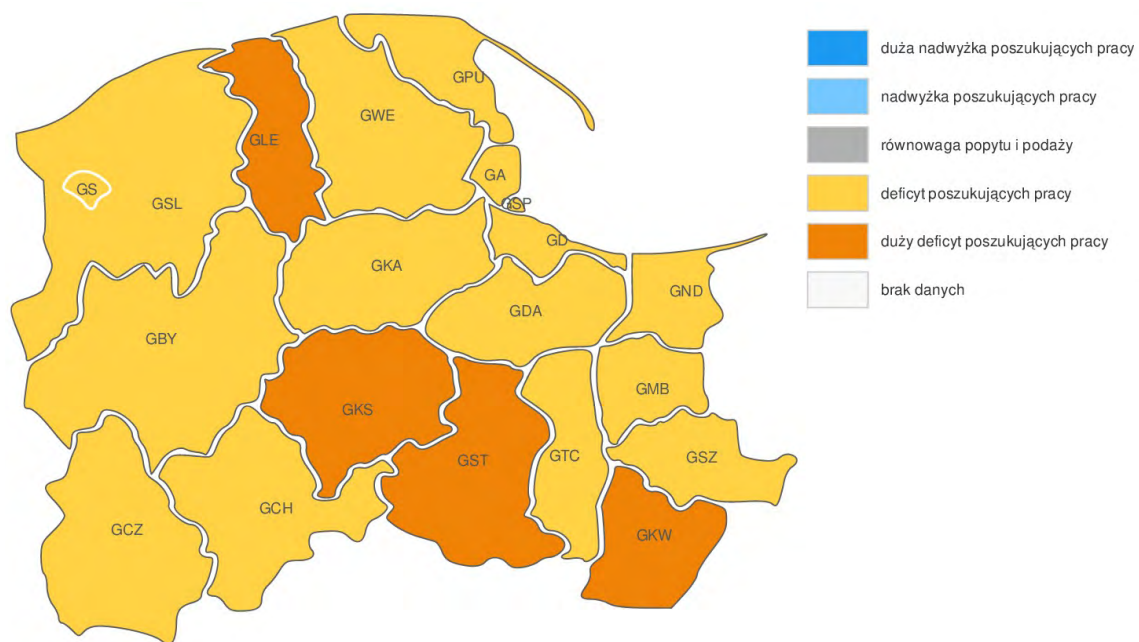 duża nadwyżka poszukujących pracy
nadwyżka poszukujących pracy
równowaga popytu i podaży
deficyt poszukujących pracy
duży deficyt poszukujących pracy
brak danych
GPU
GWE
GLE
GA
GS
GSL
GSP
GD
GKA
GND
GDA
GBY
GMB
GKS
GST
GTC
GSZ
GCH
GCZ
GKW